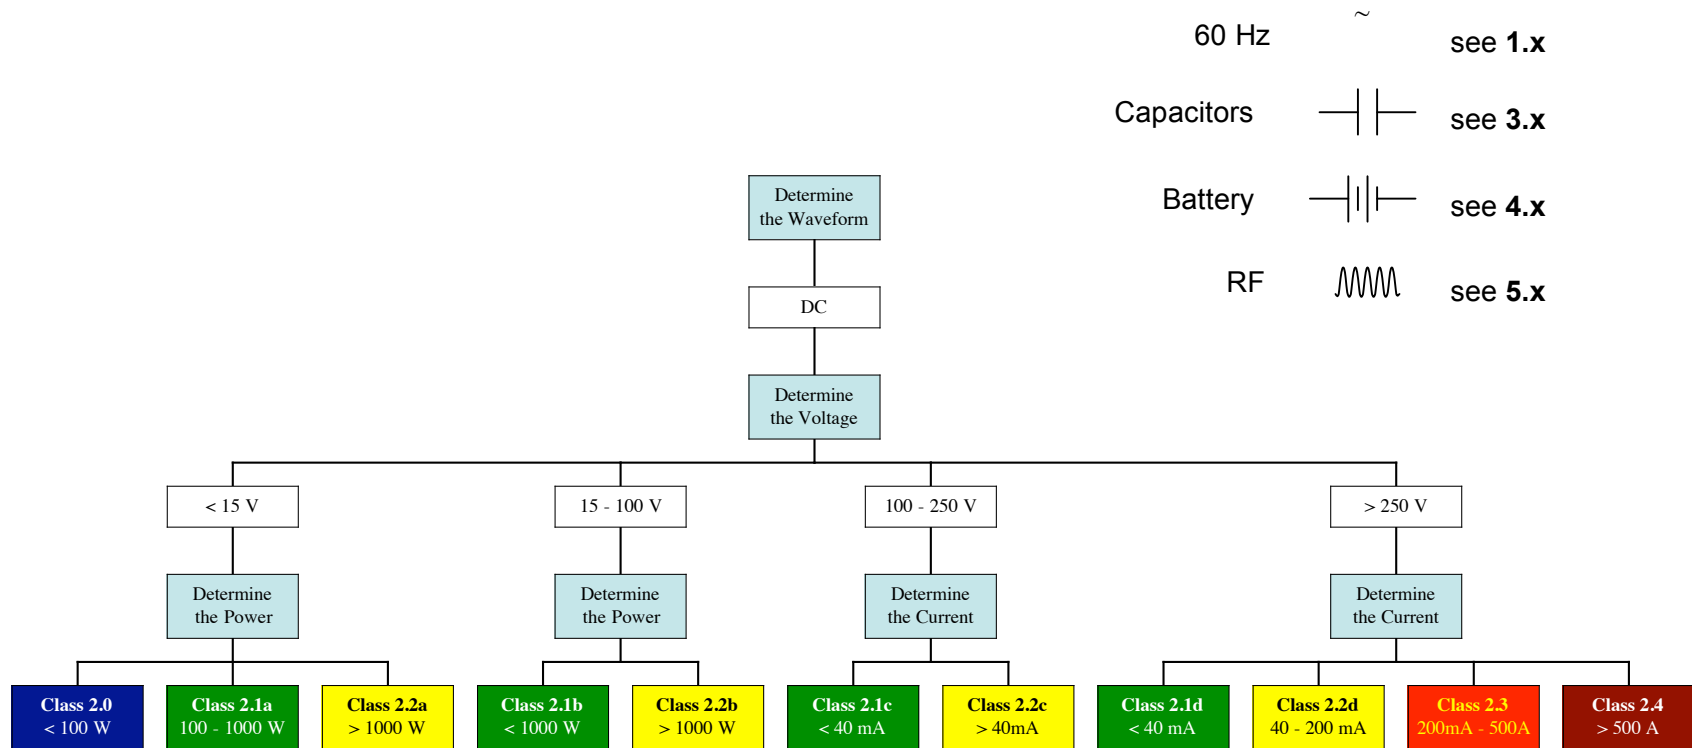 60 Hz ~ see 1.x
Capacitors see 3.x
Battery see 4.x
RF see 5.x
Determine
the Waveform
DC
Determine
the Voltage
< 15 V
15 - 100 V
100 - 250 V
> 250 V
Determine
the Power
Determine
the Power
Determine
the Current
Determine
the Current
Class 2.0
< 100 W
Class 2.1a
100 - 1000 W
Class 2.2a
> 1000 W
Class 2.1b
< 1000 W
Class 2.2b
> 1000 W
Class 2.1c
< 40 mA
Class 2.2c
> 40mA
Class 2.1d
< 40 mA
Class 2.2d
40 - 200 mA
Class 2.3
200mA - 500A
Class 2.4
> 500 A